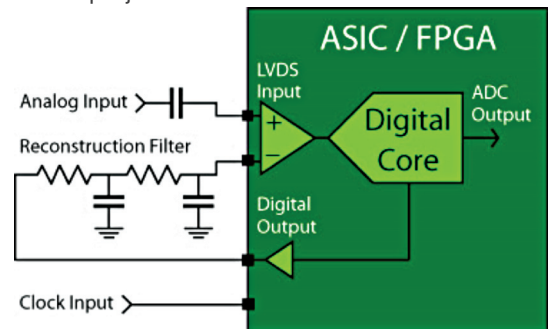 ASIC / FPGA
LVDS
Input
Analog Input
ADC
Output
+
Digital
Core
Reconstruction Filter
−
Digital
Output
Clock Input